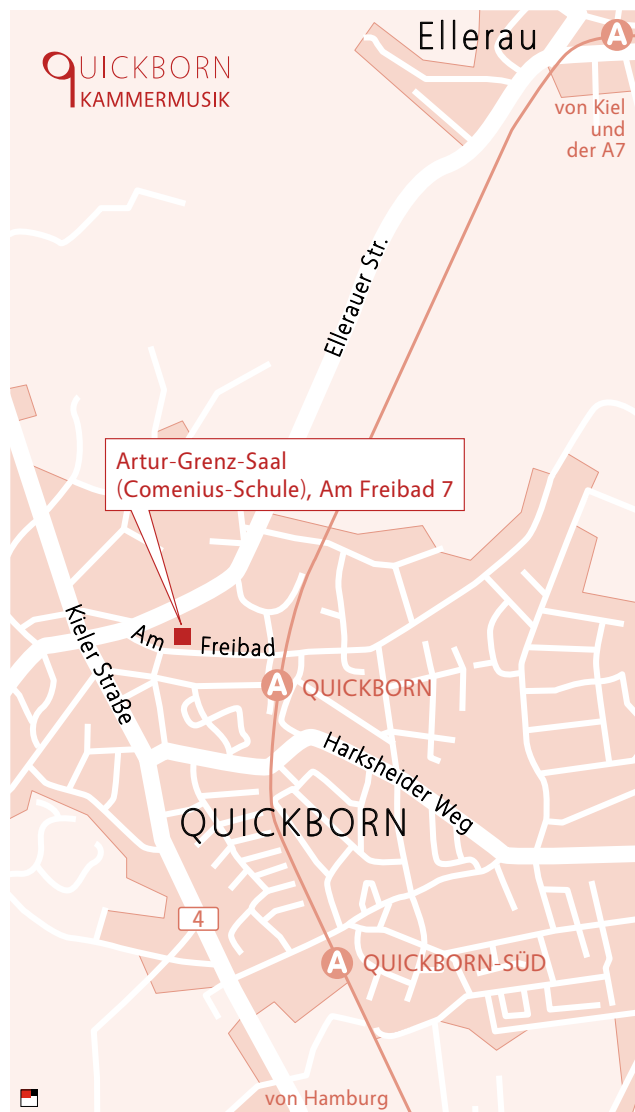 QUICKBORN
KAMMERMUSIK
Ellerau
A
von Kiel
und
der A7
Ellerauer Str.
Artur-Grenz-Saal
(Comenius-Schule), Am Freibad 7
Kieler Straße
Am Freibad
A QUICKBORN
Harksheider Weg
QUICKBORN
4
A QUICKBORN-SÜD
von Hamburg